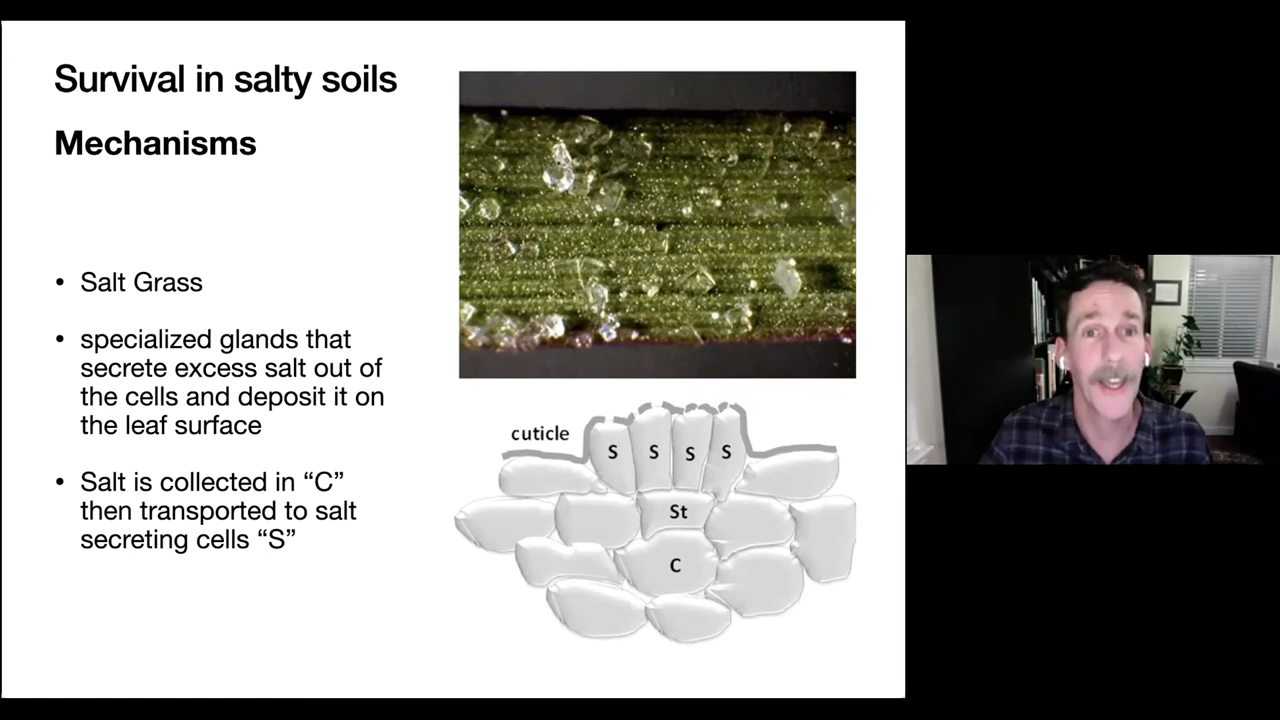 Survival in salty soils
Mechanisms
• Salt Grass
• specialized glands that
secrete excess salt out of
the cells and deposit it on
the leaf surface
• Salt is collected in “C”
then transported to salt
secreting cells “S”
cuticle
S S S S
St
C